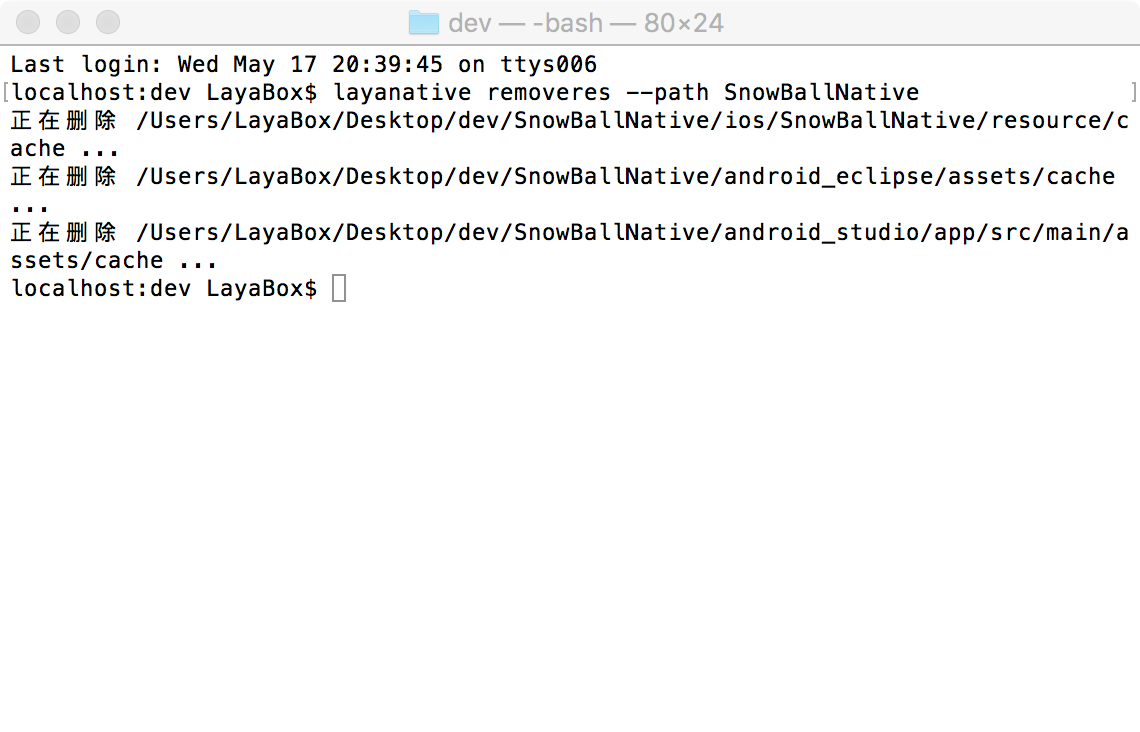 dev — -bash — 80×24
Last login: Wed May 17 20:39:45 on ttys006
[localhost:dev LayaBox$ layanative removeres --path SnowBallNative ]
正在删除 /Users/LayaBox/Desktop/dev/SnowBallNative/ios/SnowBallNative/resource/c
ache ...
正在删除 /Users/LayaBox/Desktop/dev/SnowBallNative/android_eclipse/assets/cache
...
正在删除 /Users/LayaBox/Desktop/dev/SnowBallNative/android_studio/app/src/main/a
ssets/cache ...
localhost:dev LayaBox$